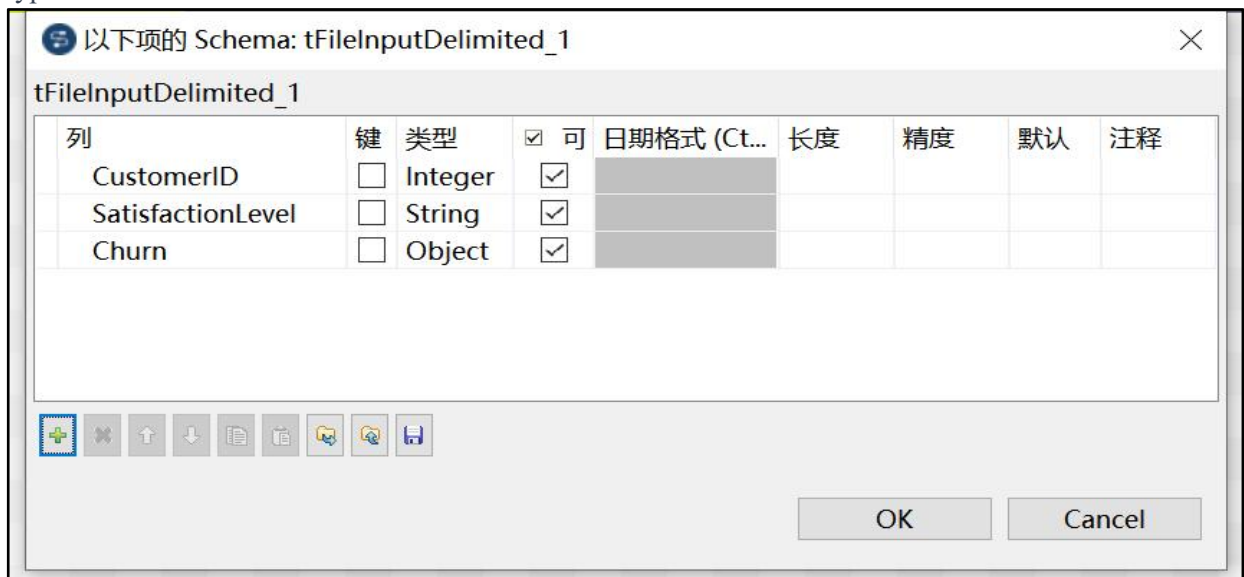 以下项的 Schema: tFileInputDelimited_1
tFileInputDelimited_1
列 键 类型 可 日期格式 (Ct... 长度 精度 默认 注释
CustomerID Integer
SatisfactionLevel String
Churn Object
OK Cancel